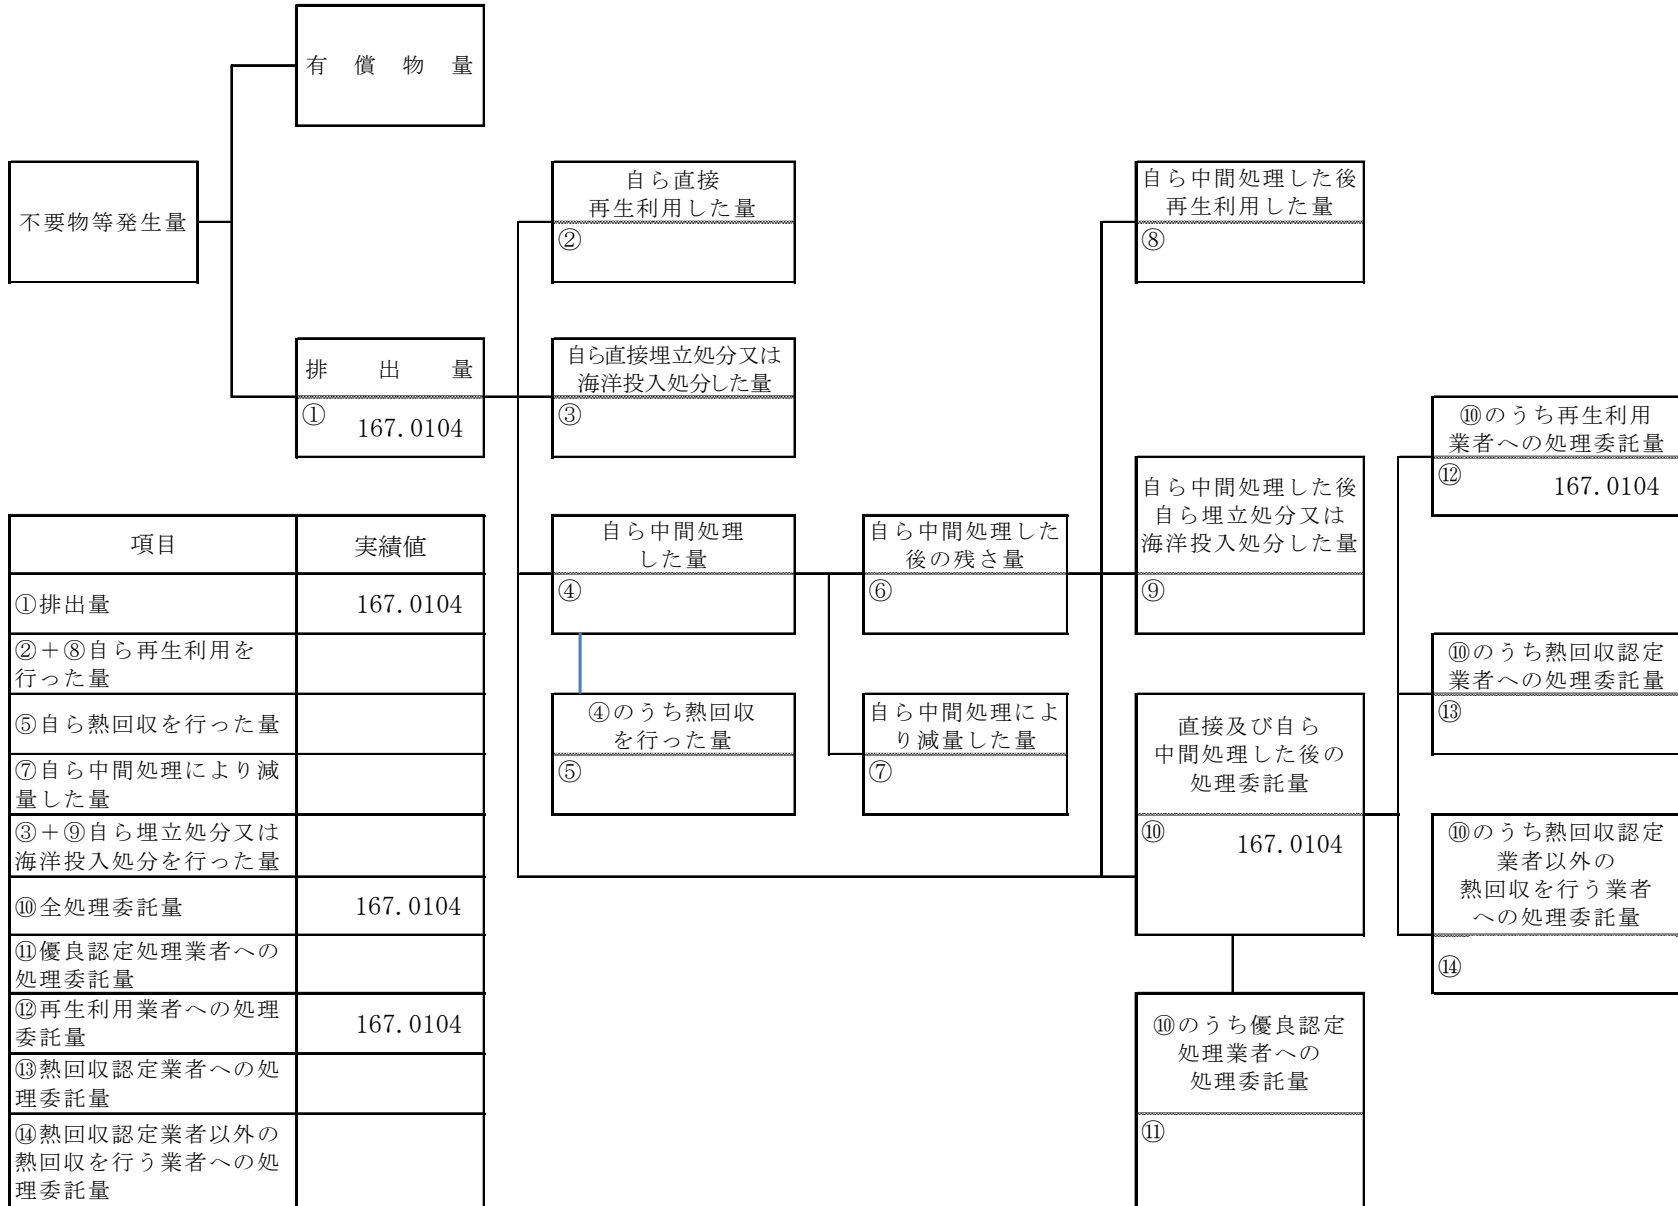 有償物量
不要物等発生量
自ら直接
再生利用した量
②
自ら中間処理した後
再生利用した量
⑧
排出量
① 167.0104
自ら直接埋立処分又は
海洋投入処分した量
③
⑩のうち再生利用
業者への処理委託量
⑫ 167.0104
自ら中間処理
した量
④
自ら中間処理した
後の残さ量
⑥
自ら中間処理した後
自ら埋立処分又は
海洋投入処分した量
⑨
④のうち熱回収
を行った量
⑤
自ら中間処理によ
り減量した量
⑦
直接及び自ら
中間処理した後の
処理委託量
⑩ 167.0104
⑩のうち熱回収認定
業者への処理委託量
⑬
⑩のうち熱回収認定
業者以外の
熱回収を行う業者
への処理委託量
⑭
⑩のうち優良認定
処理業者への
処理委託量
⑪
項目 実績値
①排出量 167.0104
②＋⑧自ら再生利用を
行った量
⑤自ら熱回収を行った量
⑦自ら中間処理により減
量した量
③＋⑨自ら埋立処分又は
海洋投入処分を行った量
⑩全処理委託量 167.0104
⑪優良認定処理業者への
処理委託量
⑫再生利用業者への処理
委託量 167.0104
⑬熱回収認定業者への処
理委託量
⑭熱回収認定業者以外の
熱回収を行う業者への処
理委託量